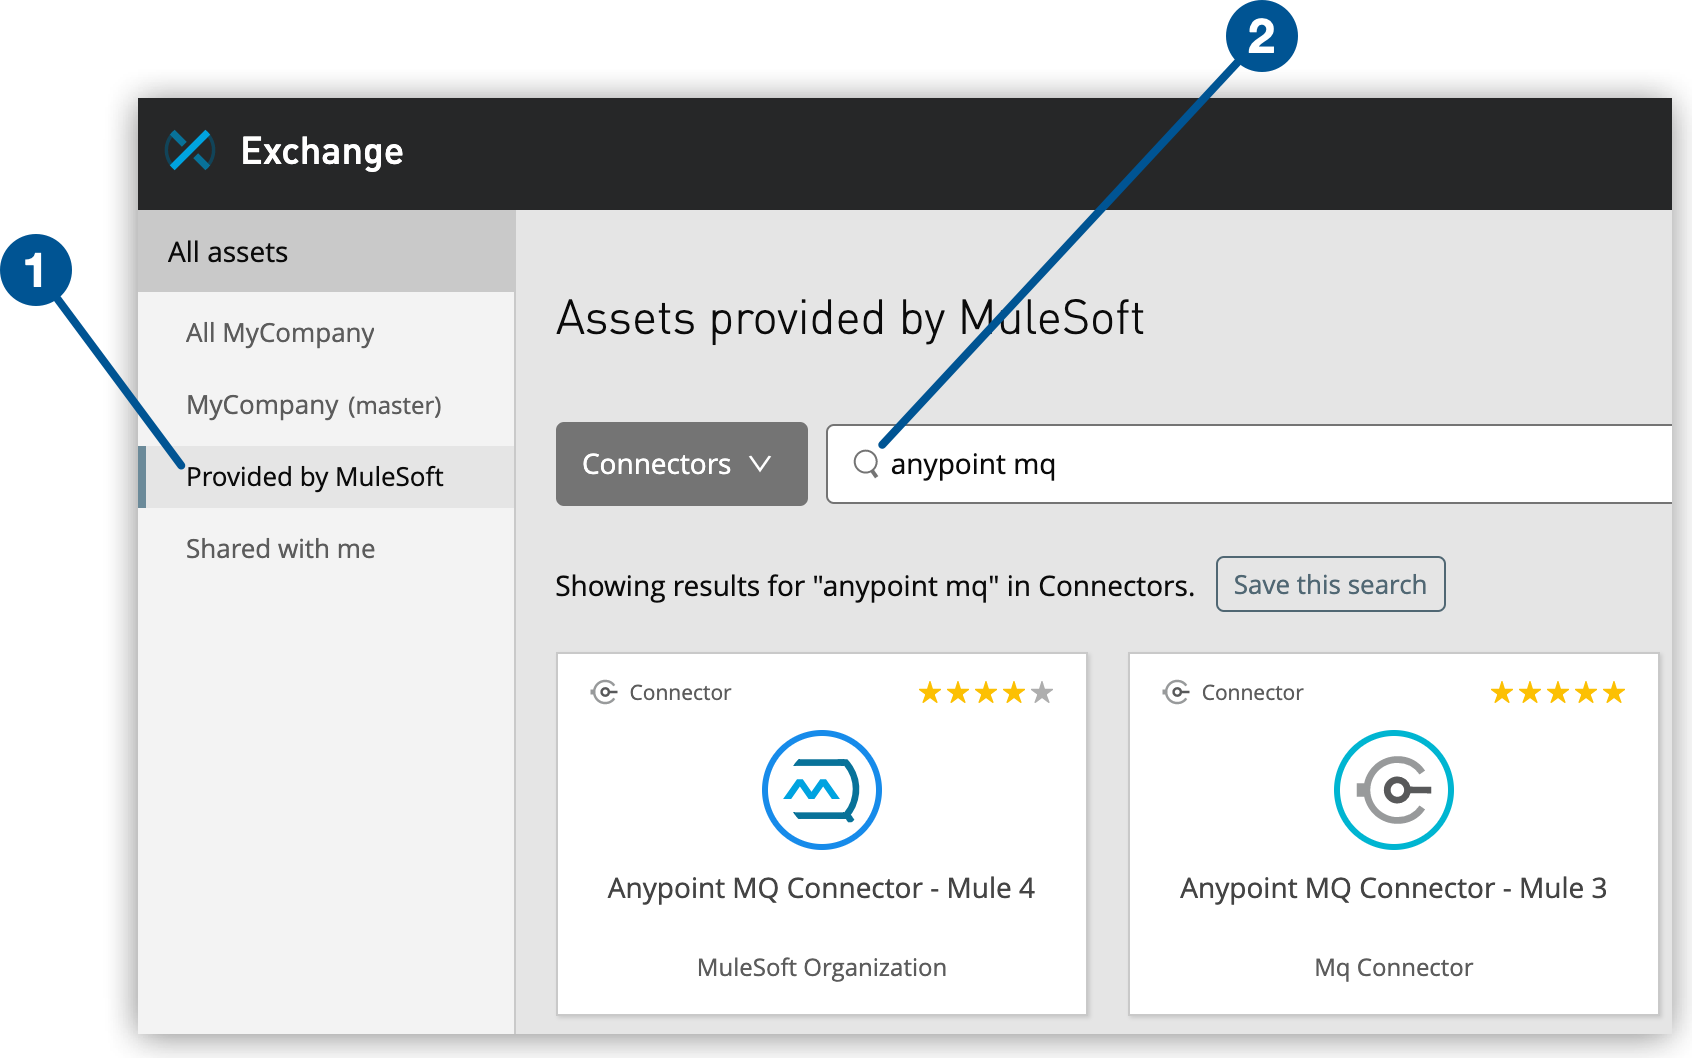 2
Exchange
1
All assets
All MyCompany
MyCompany (master)
Provided by MuleSoft
Shared with me
Assets provided by MuleSoft
Connectors
anypoint mq
Showing results for "anypoint mq" in Connectors.
Save this search
Connector
Anypoint MQ Connector - Mule 4
MuleSoft Organization
Connector
Anypoint MQ Connector - Mule 3
Mq Connector